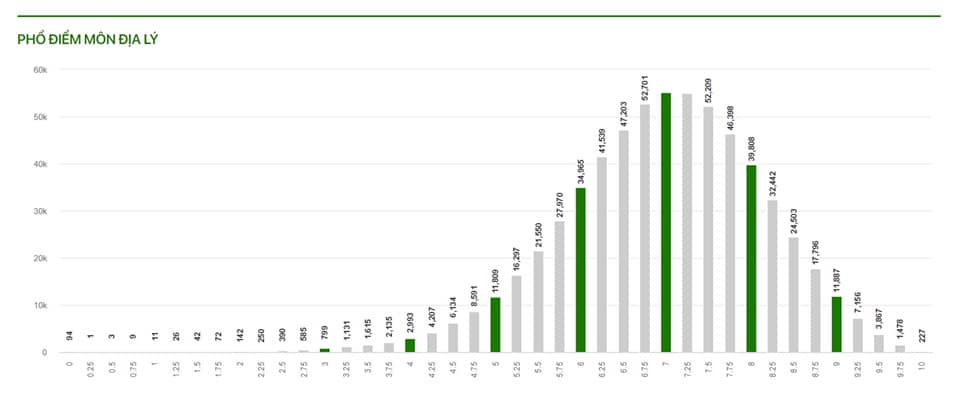 PHỔ ĐIỂM MÔN ĐỊA LÝ
60k
50k
40k
30k
20k
10k
0
94 1 3 9 11 26 42 72 142 250 390 585 799 1,131 1,615 2,135 2,993 4,207 6,134 8,591 11,809 16,297 21,550 27,970 34,965 41,539 47,203 52,701 52,209 46,398 39,808 32,442 24,503 17,796 11,887 7,156 3,867 1,478 227
0 0.25 0.5 0.75 1 1.25 1.5 1.75 2 2.25 2.5 2.75 3 3.25 3.5 3.75 4 4.25 4.5 4.75 5 5.25 5.5 5.75 6 6.25 6.5 6.75 7 7.25 7.5 7.75 8 8.25 8.5 8.75 9 9.25 9.5 9.75 10